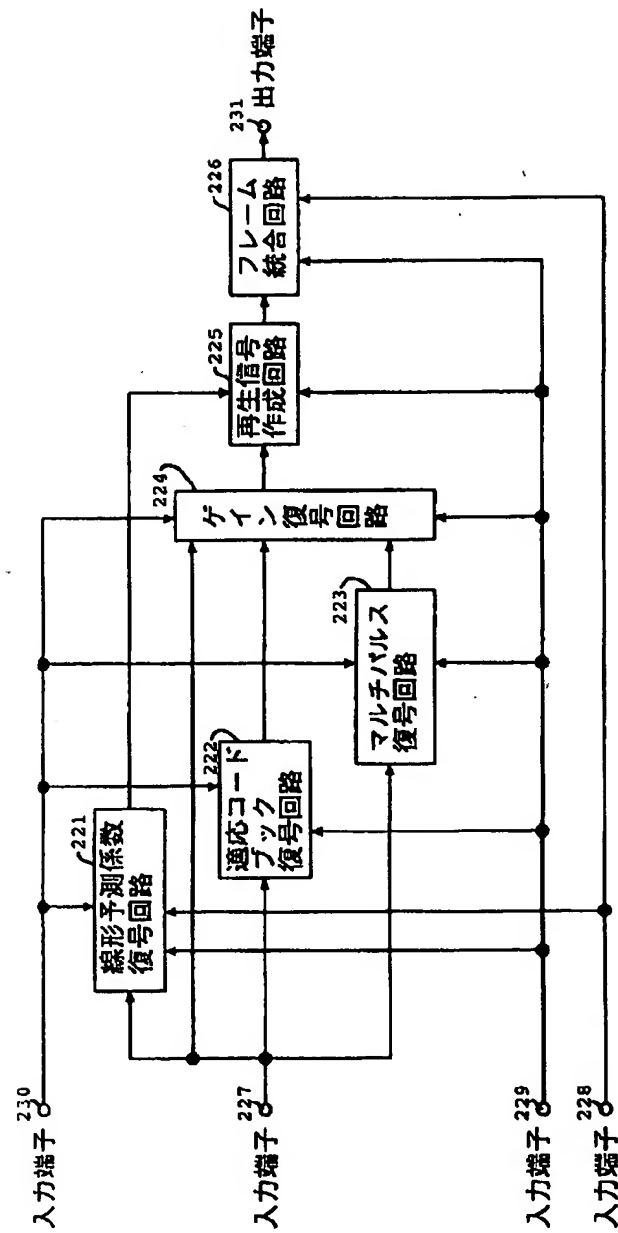 入力端子 230
入力端子 227
入力端子 229
入力端子 228
221
線形予測係数
復号回路
222
適応コード
ブック
復号回路
223
マルチパルス
復号回路
224
ゲイン復号回路
225
再生信号
作成回路
226
フレーム
統合回路
231
出力端子